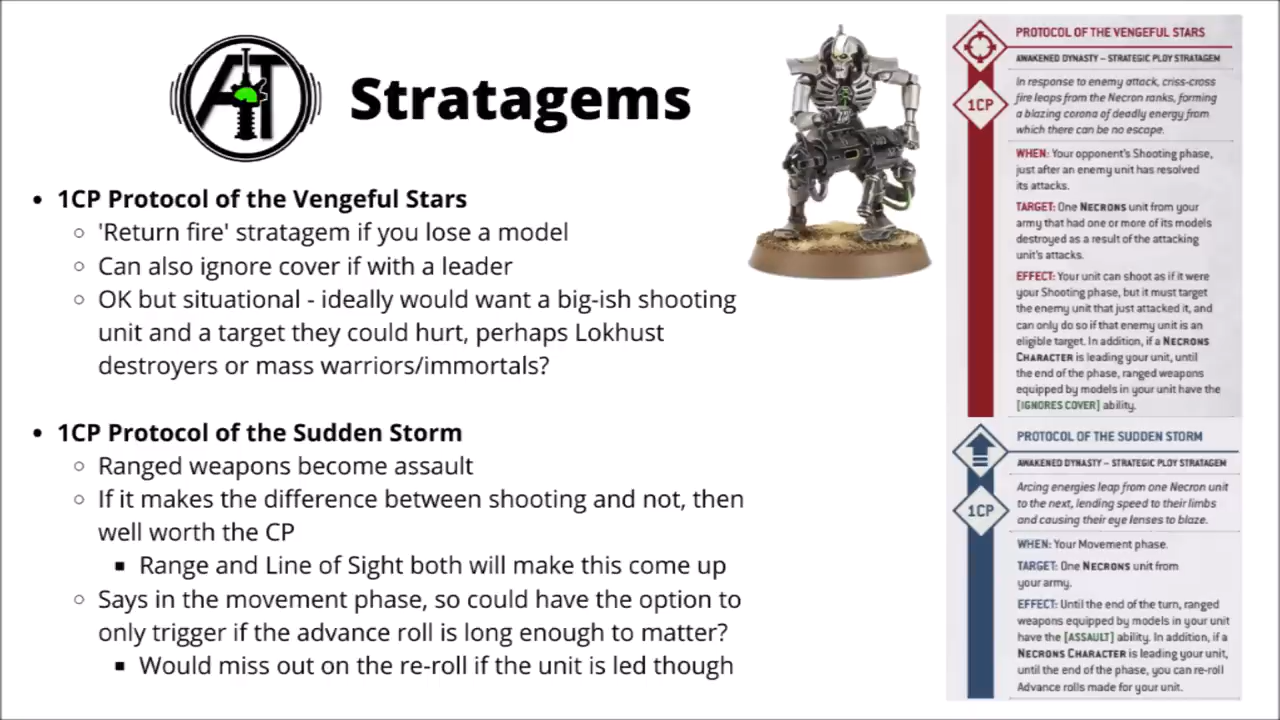 AT
Stratagems
• 1CP Protocol of the Vengeful Stars
○ 'Return fire' stratagem if you lose a model
○ Can also ignore cover if with a leader
○ OK but situational - ideally would want a big-ish shooting
unit and a target they could hurt, perhaps Lokhust
destroyers or mass warriors/immortals?
• 1CP Protocol of the Sudden Storm
○ Ranged weapons become assault
○ If it makes the difference between shooting and not, then
well worth the CP
▪ Range and Line of Sight both will make this come up
○ Says in the movement phase, so could have the option to
only trigger if the advance roll is long enough to matter?
▪ Would miss out on the re-roll if the unit is led though
PROTOCOL OF THE VENGEFUL STARS
AWAKENED DYNASTY – STRATEGIC PLOY STRATAGEM
1CP
In response to enemy attack, criss-cross
fire leaps from the Necron ranks, forming
a blazing corona of deadly energy from
which there can be no escape.
WHEN: Your opponent's Shooting phase,
just after an enemy unit has resolved
its attacks.
TARGET: One NECRONS unit from your
army that had one or more of its models
destroyed as a result of the attacking
unit's attacks.
EFFECT: Your unit can shoot as if it were
your Shooting phase, but it must target
the enemy unit that just attacked it, and
can only do so if that enemy unit is an
eligible target. In addition, if a NECRONS
CHARACTER is leading your unit, until
the end of the phase, ranged weapons
equipped by models in your unit have the
[IGNORES COVER] ability.
PROTOCOL OF THE SUDDEN STORM
AWAKENED DYNASTY – STRATEGIC PLOY STRATAGEM
1CP
Arcing energies leap from one Necron unit
to the next, lending speed to their limbs
and causing their eye lenses to blaze.
WHEN: Your Movement phase.
TARGET: One NECRONS unit from
your army.
EFFECT: Until the end of the turn, ranged
weapons equipped by models in your unit
have the [ASSAULT] ability. In addition, if a
NECRONS CHARACTER is leading your unit,
until the end of the phase, you can re-roll
Advance rolls made for your unit.